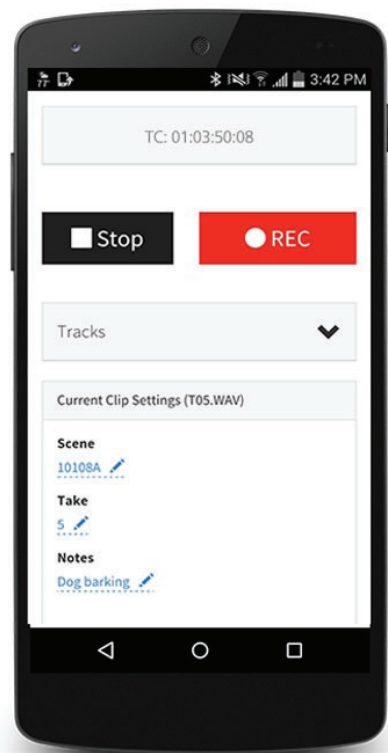 3:42 PM
TC: 01:03:50:08
Stop
REC
Tracks
Current Clip Settings (T05.WAV)
Scene
10108A
Take
5
Notes
Dog barking